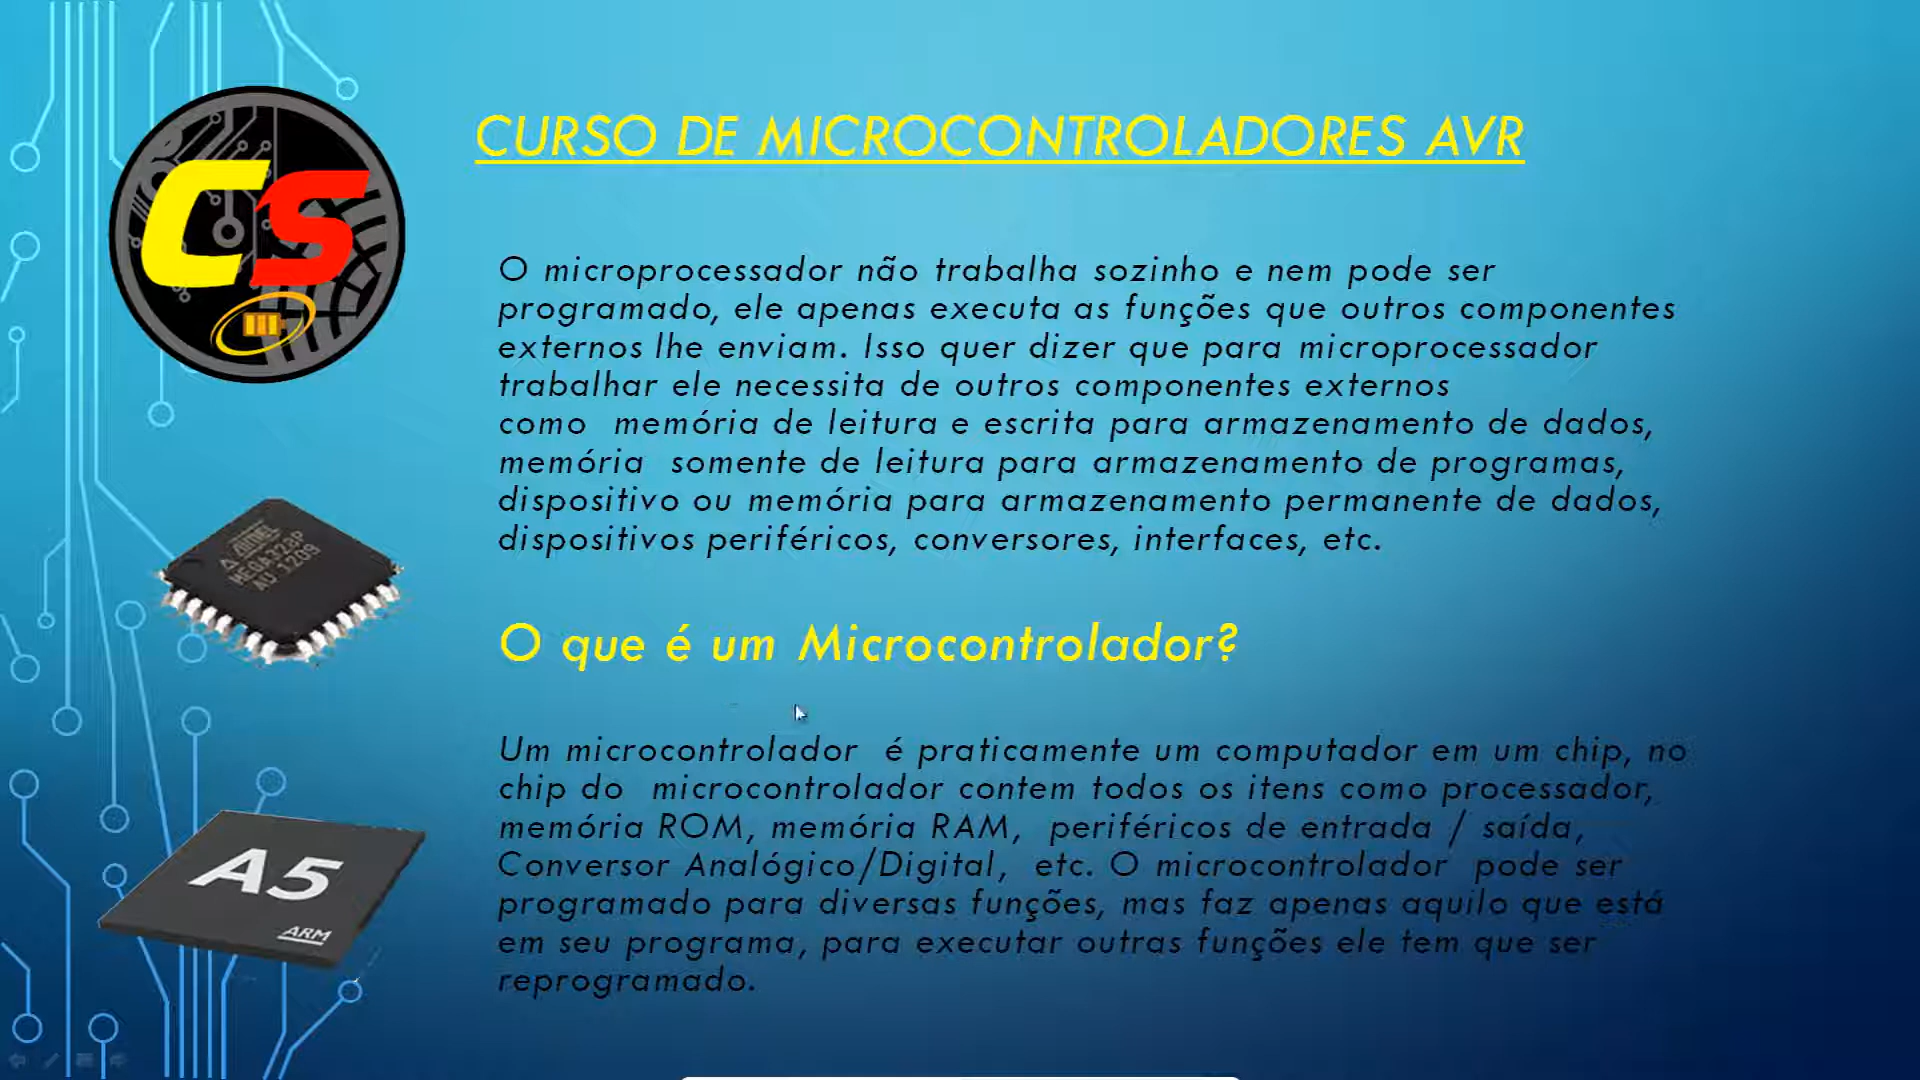 CURSO DE MICROCONTROLADORES AVR
CS
O microprocessador não trabalha sozinho e nem pode ser
programado, ele apenas executa as funções que outros componentes
externos lhe enviam. Isso quer dizer que para microprocessador
trabalhar ele necessita de outros componentes externos
como memória de leitura e escrita para armazenamento de dados,
memória somente de leitura para armazenamento de programas,
dispositivo ou memória para armazenamento permanente de dados,
dispositivos periféricos, conversores, interfaces, etc.
ATMEL
MEGA328P
AU 1209
O que é um Microcontrolador?
Um microcontrolador é praticamente um computador em um chip, no
chip do microcontrolador contem todos os itens como processador,
memória ROM, memória RAM, periféricos de entrada / saída,
Conversor Analógico/Digital, etc. O microcontrolador pode ser
programado para diversas funções, mas faz apenas aquilo que está
em seu programa, para executar outras funções ele tem que ser
reprogramado.
A5
ARM